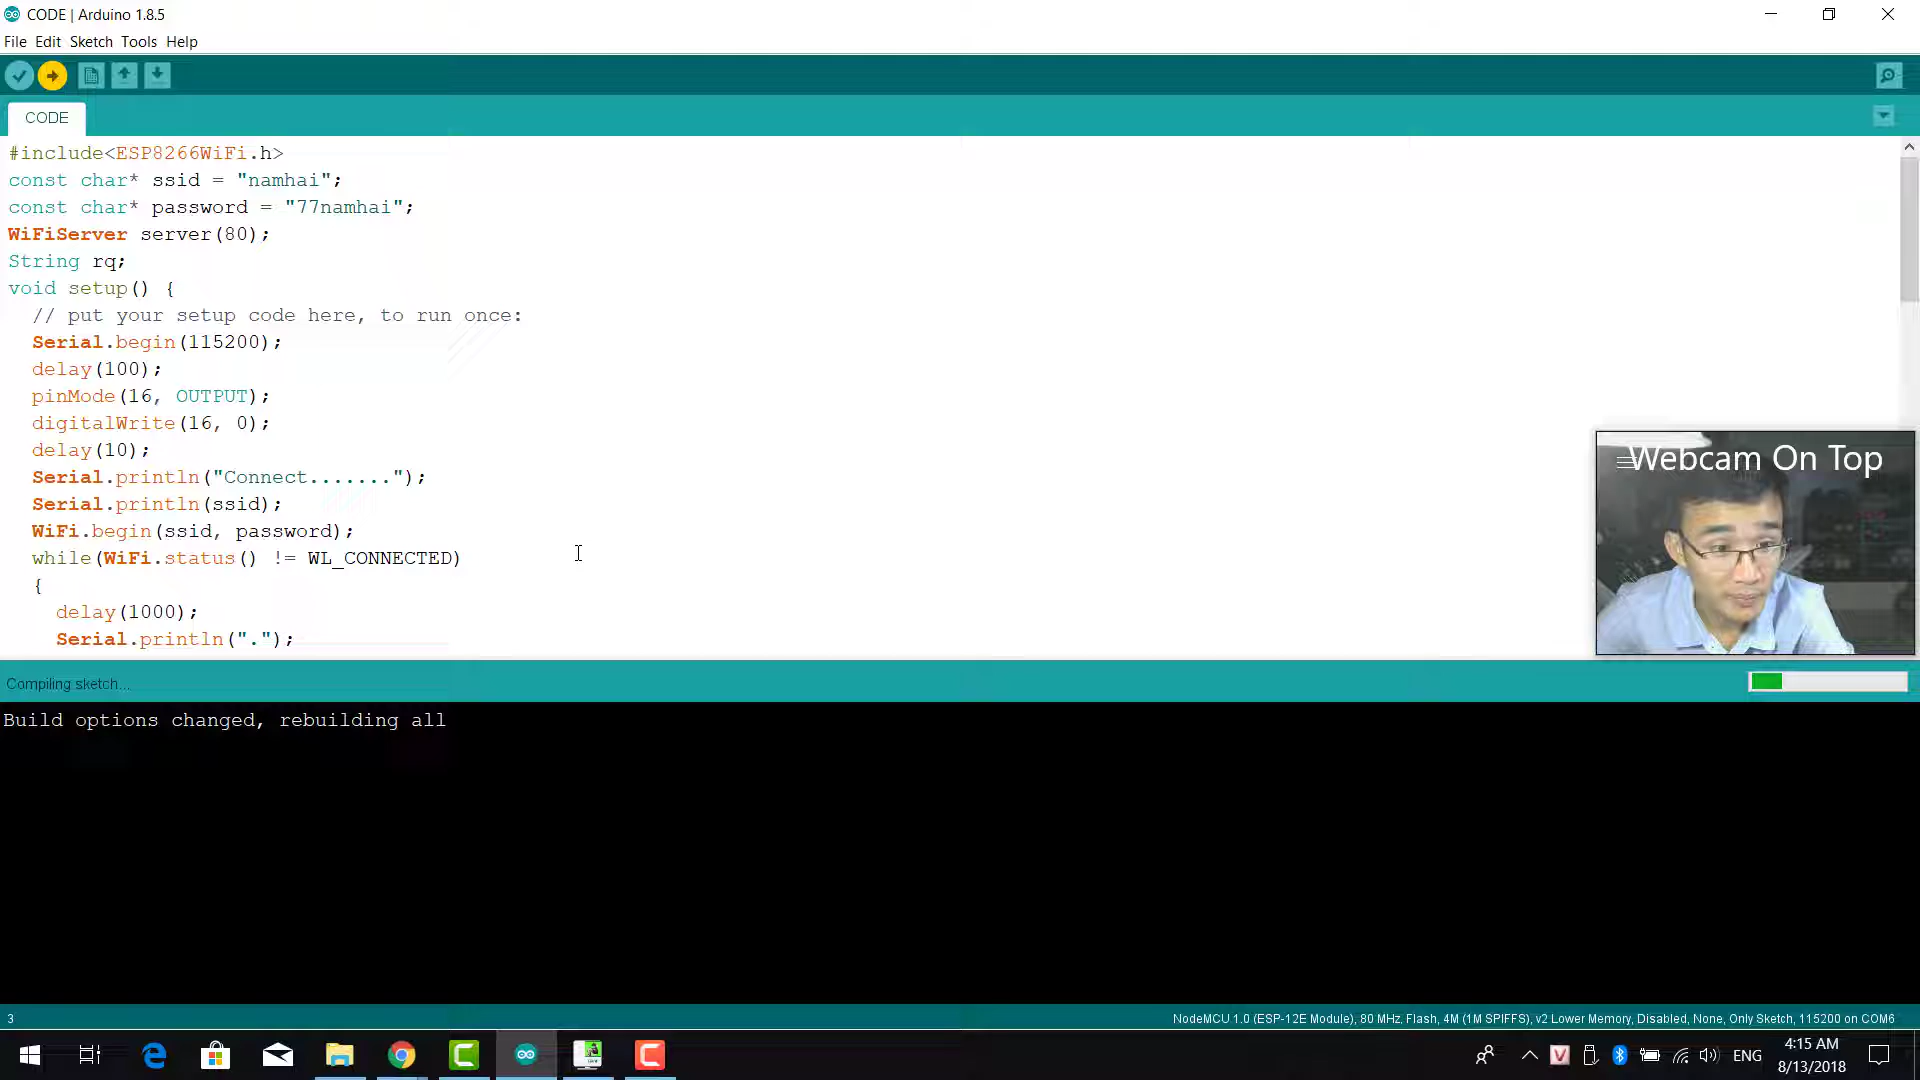 CODE | Arduino 1.8.5
File Edit Sketch Tools Help
CODE
#include<ESP8266WiFi.h>
const char* ssid = "namhai";
const char* password = "77namhai";
WiFiServer server(80);
String rq;
void setup() {
// put your setup code here, to run once:
Serial.begin(115200);
delay(100);
pinMode(16, OUTPUT);
digitalWrite(16, 0);
delay(10);
Serial.println("Connect.......");
Serial.println(ssid);
WiFi.begin(ssid, password);
while(WiFi.status() != WL_CONNECTED)
{
delay(1000);
Serial.println(".");
Webcam On Top
Compiling sketch...
Build options changed, rebuilding all
3
NodeMCU 1.0 (ESP-12E Module), 80 MHz, Flash, 4M (1M SPIFFS), v2 Lower Memory, Disabled, None, Only Sketch, 115200 on COM6
ENG
4:15 AM
8/13/2018